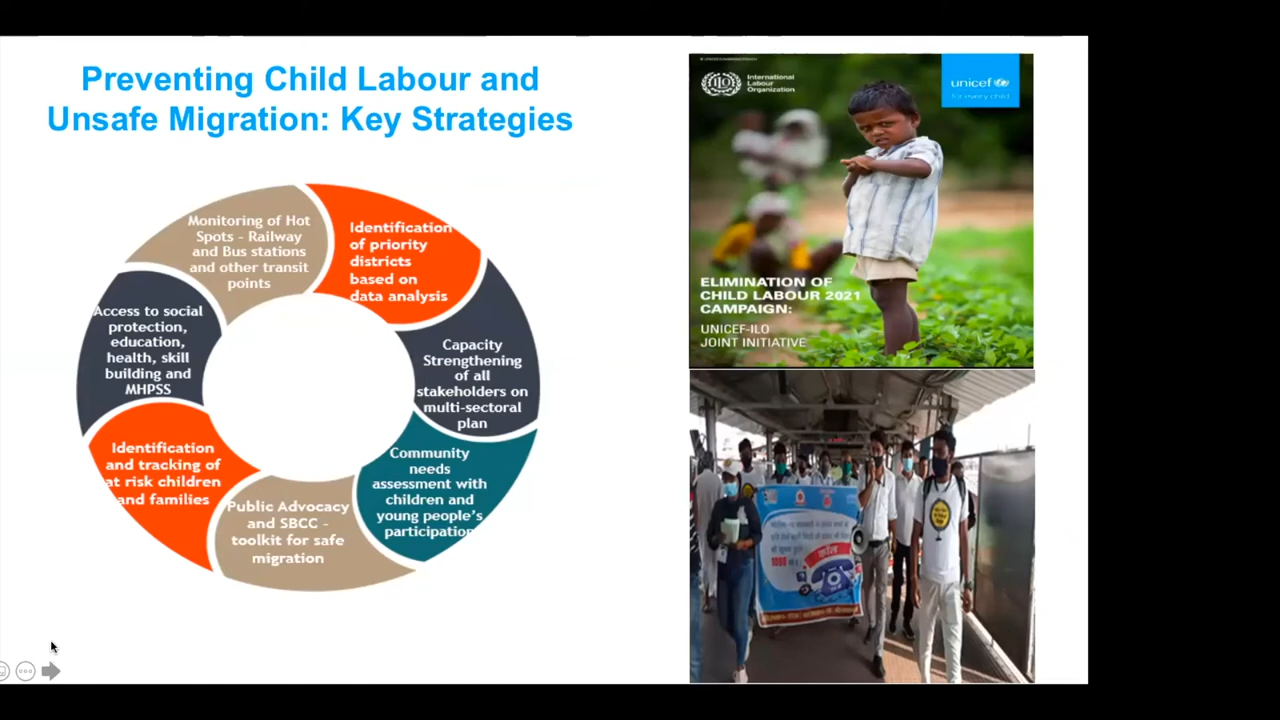 Preventing Child Labour and
Unsafe Migration: Key Strategies
Monitoring of Hot
Spots - Railway
and Bus stations
and other transit
points
Identification
of priority
districts
based on
data analysis
Capacity
Strengthening
of all
stakeholders on
multi-sectoral
plan
Community
needs
assessment with
children and
young people's
participation
Public Advocacy
and SBCC -
toolkit for safe
migration
Identification
and tracking of
at risk children
and families
Access to social
protection,
education,
health, skill
building and
MHPSS
International
Labour
Organization
unicef
for every child
ELIMINATION OF
CHILD LABOUR 2021
CAMPAIGN:
UNICEF-ILO
JOINT INITIATIVE
1098
कॉल